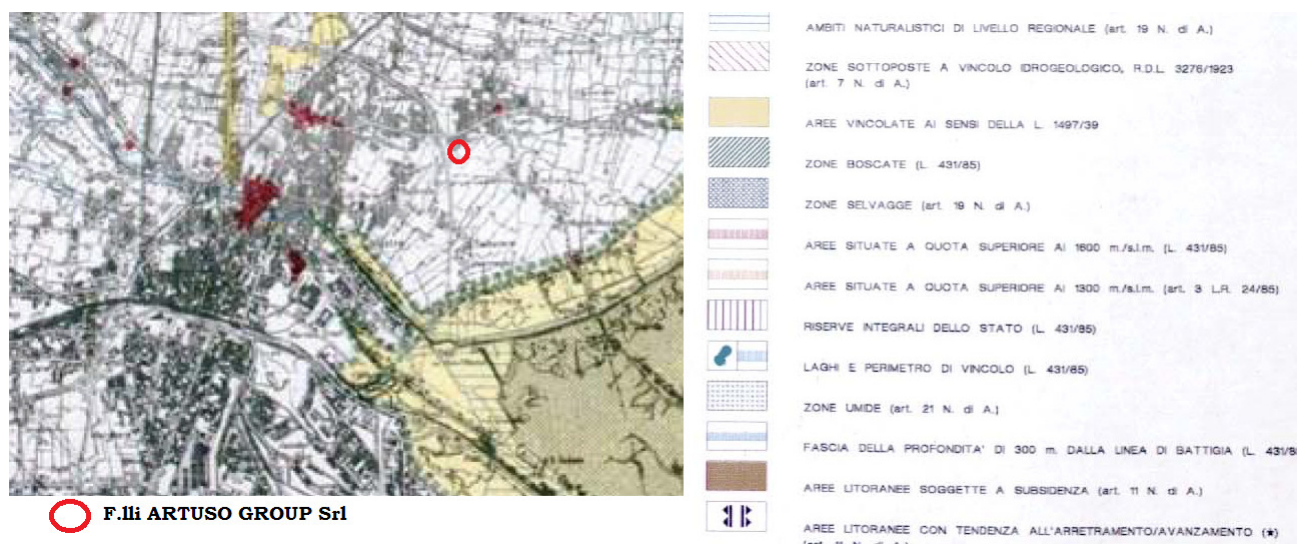 F.lli ARTUSO GROUP Srl
AMBITI NATURALISTICI DI LIVELLO REGIONALE (art. 19 N. di A.)
ZONE SOTTOPOSTE A VINCOLO IDROGEOLOGICO, R.D.L. 3276/1923
(art. 7 N. di A.)
AREE VINCOLATE AI SENSI DELLA L. 1497/39
ZONE BOSCATE (L. 431/85)
ZONE SELVAGGE (art. 19 N. di A.)
AREE SITUATE A QUOTA SUPERIORE AI 1600 m./s.l.m. (L. 431/85)
AREE SITUATE A QUOTA SUPERIORE AI 1300 m./s.l.m. (art. 3 L.R. 24/85)
RISERVE INTEGRALI DELLO STATO (L. 431/85)
LAGHI E PERIMETRO DI VINCOLO (L. 431/85)
ZONE UMIDE (art. 21 N. di A.)
FASCIA DELLA PROFONDITA' DI 300 m. DALLA LINEA DI BATTIGIA (L. 431/8
AREE LITORANEE SOGGETTE A SUBSIDENZA (art. 11 N. di A.)
AREE LITORANEE CON TENDENZA ALL'ARRETRAMENTO/AVANZAMENTO (★)